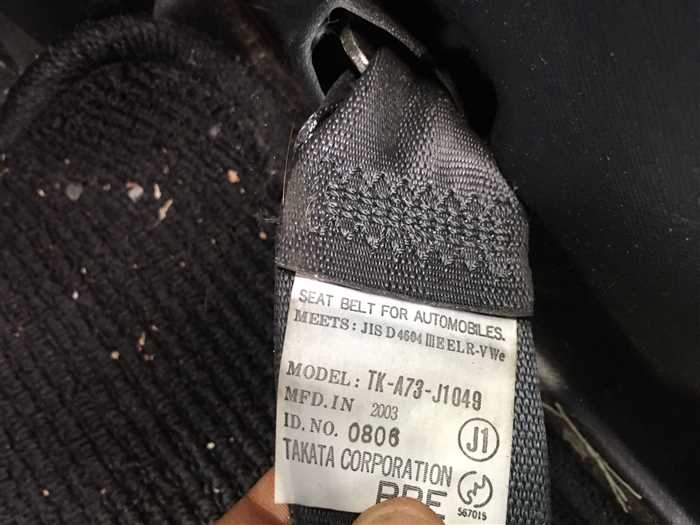 SEAT BELT FOR AUTOMOBILES.
MEETS: JIS D4604 ⅢEELR-VWe
MODEL: TK-A73-J1049
MFD. IN 2003
ID. NO. 0806
J1
TAKATA CORPORATION
567015